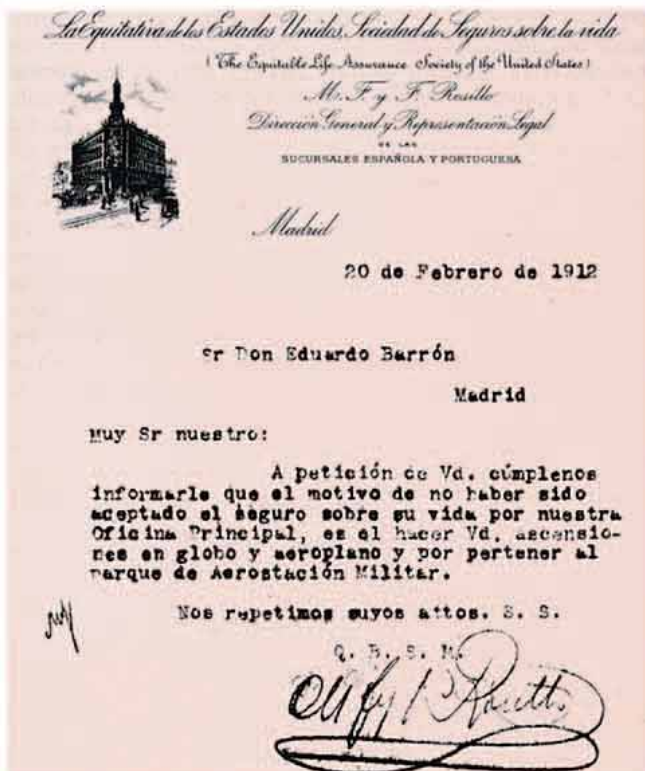 La Equitativa de los Estados Unidos, Sociedad de Seguros sobre la vida
(The Equitable Life Assurance Society of the United States)
M. F. y F. Rosillo
Dirección General y Representación Legal
DE LAS
SUCURSALES ESPAÑOLA Y PORTUGUESA
Madrid
20 de Febrero de 1912
Sr Don Eduardo Barrón
Madrid
Muy Sr nuestro:
A petición de Vd. cúmplenos
informarle que el motivo de no haber sido
aceptado el seguro sobre su vida por nuestra
Oficina Principal, es el hacer Vd. ascensio-
nes en globo y aeroplano y por pertener al
parque de Aerostación Militar.
Nos repetimos suyos attos. S. S.
Q. B. S. M.